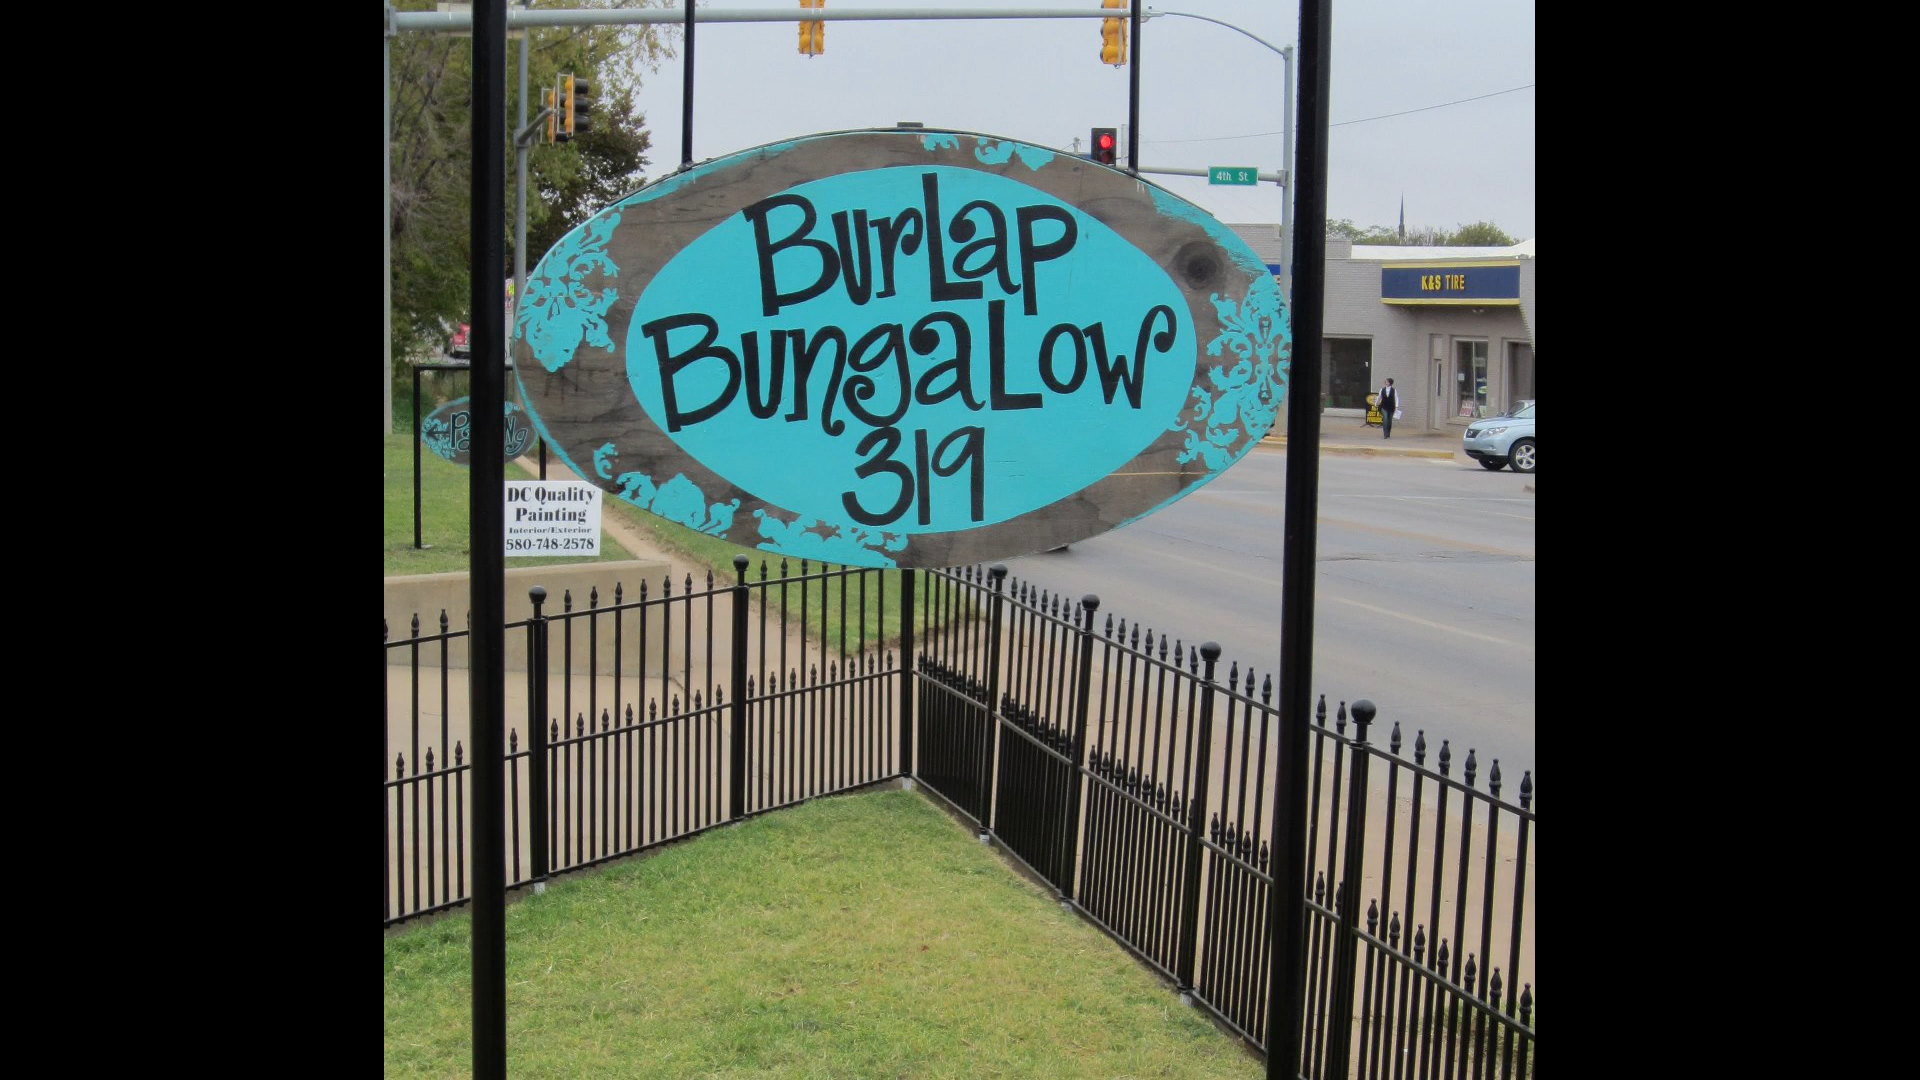 4th St
BurLap
BungaLow
319
K&S TIRE
DC Quality
Painting
Interior/Exterior
580-748-2578